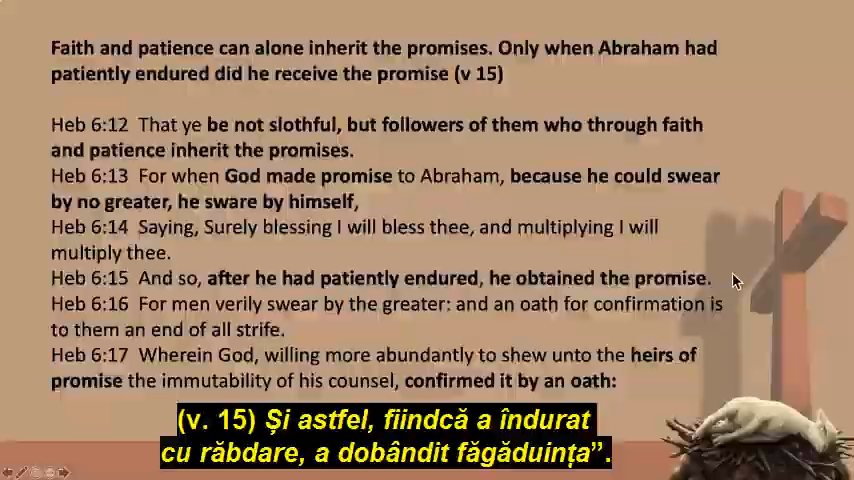 Faith and patience can alone inherit the promises. Only when Abraham had
patiently endured did he receive the promise (v 15)
Heb 6:12  That ye be not slothful, but followers of them who through faith
and patience inherit the promises.
Heb 6:13  For when God made promise to Abraham, because he could swear
by no greater, he sware by himself,
Heb 6:14  Saying, Surely blessing I will bless thee, and multiplying I will
multiply thee.
Heb 6:15  And so, after he had patiently endured, he obtained the promise.
Heb 6:16  For men verily swear by the greater: and an oath for confirmation is
to them an end of all strife.
Heb 6:17  Wherein God, willing more abundantly to shew unto the heirs of
promise the immutability of his counsel, confirmed it by an oath:
(v. 15) Și astfel, fiindcă a îndurat
cu răbdare, a dobândit făgăduința”.